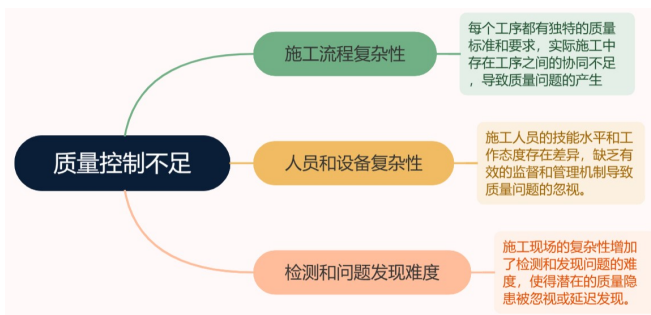 质量控制不足
施工流程复杂性
每个工序都有独特的质量
标准和要求，实际施工中
存在工序之间的协同不足
，导致质量问题的产生
人员和设备复杂性
施工人员的技能水平和工
作态度存在差异，缺乏有
效的监督和管理机制导致
质量问题的忽视。
检测和问题发现难度
施工现场的复杂性增加
了检测和发现问题的难
度，使得潜在的质量隐
患被忽视或延迟发现。